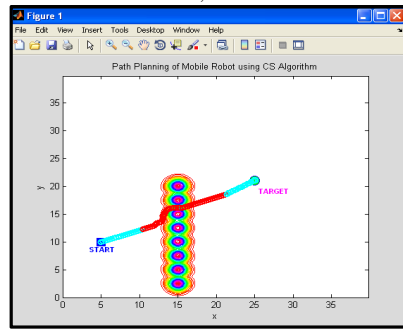 Figure 1
File Edit View Insert Tools Desktop Window Help
Path Planning of Mobile Robot using CS Algorithm
35
30
25
20
15
10
5
0
y
TARGET
START
0 5 10 15 20 25 30 35
x